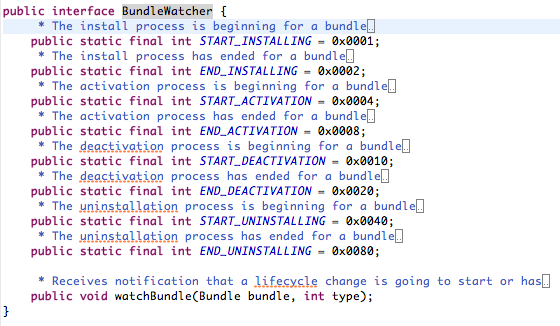 public interface BundleWatcher {
* The install process is beginning for a bundle..
public static final int START_INSTALLING = 0x0001;
* The install process has ended for a bundle..
public static final int END_INSTALLING = 0x0002;
* The activation process is beginning for a bundle..
public static final int START_ACTIVATION = 0x0004;
* The activation process has ended for a bundle..
public static final int END_ACTIVATION = 0x0008;
* The deactivation process is beginning for a bundle..
public static final int START_DEACTIVATION = 0x0010;
* The deactivation process has ended for a bundle..
public static final int END_DEACTIVATION = 0x0020;
* The uninstallation process is beginning for a bundle..
public static final int START_UNINSTALLING = 0x0040;
* The uninstallation process has ended for a bundle..
public static final int END_UNINSTALLING = 0x0080;
* Receives notification that a lifecycle change is going to start or has..
public void watchBundle(Bundle bundle, int type);
}